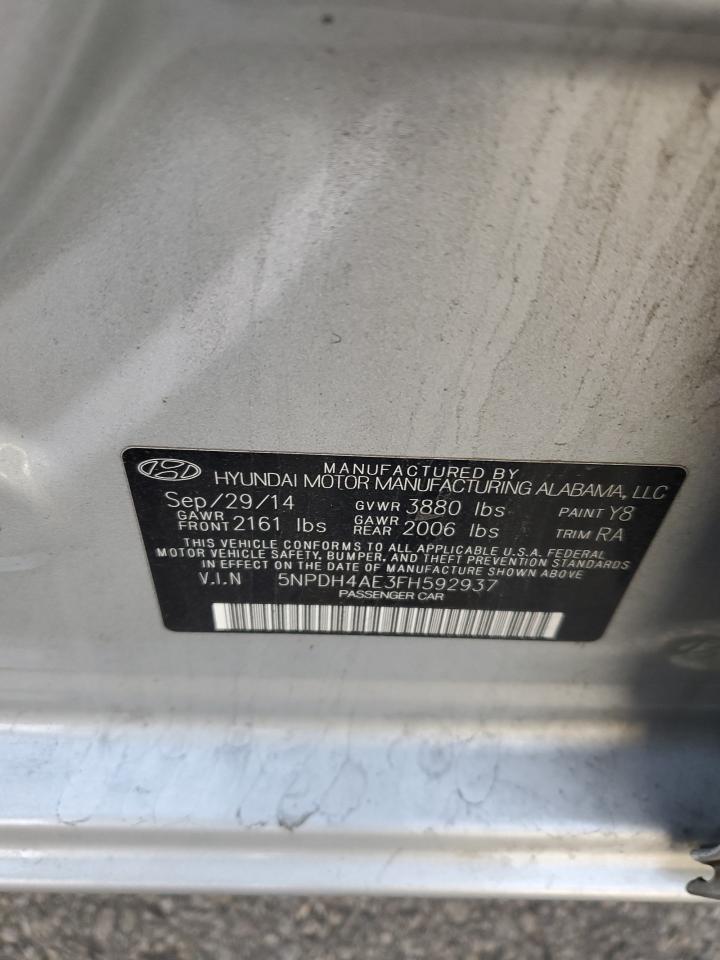 MANUFACTURED BY
HYUNDAI MOTOR MANUFACTURING ALABAMA, LLC
Sep/29/14 GVWR 3880 lbs PAINT Y8
GAWR FRONT 2161 lbs GAWR REAR 2006 lbs TRIM RA
THIS VEHICLE CONFORMS TO ALL APPLICABLE U.S.A. FEDERAL
MOTOR VEHICLE SAFETY, BUMPER, AND THEFT PREVENTION STANDARDS
IN EFFECT ON THE DATE OF MANUFACTURE SHOWN ABOVE
V.I.N 5NPDH4AE3FH592937
PASSENGER CAR